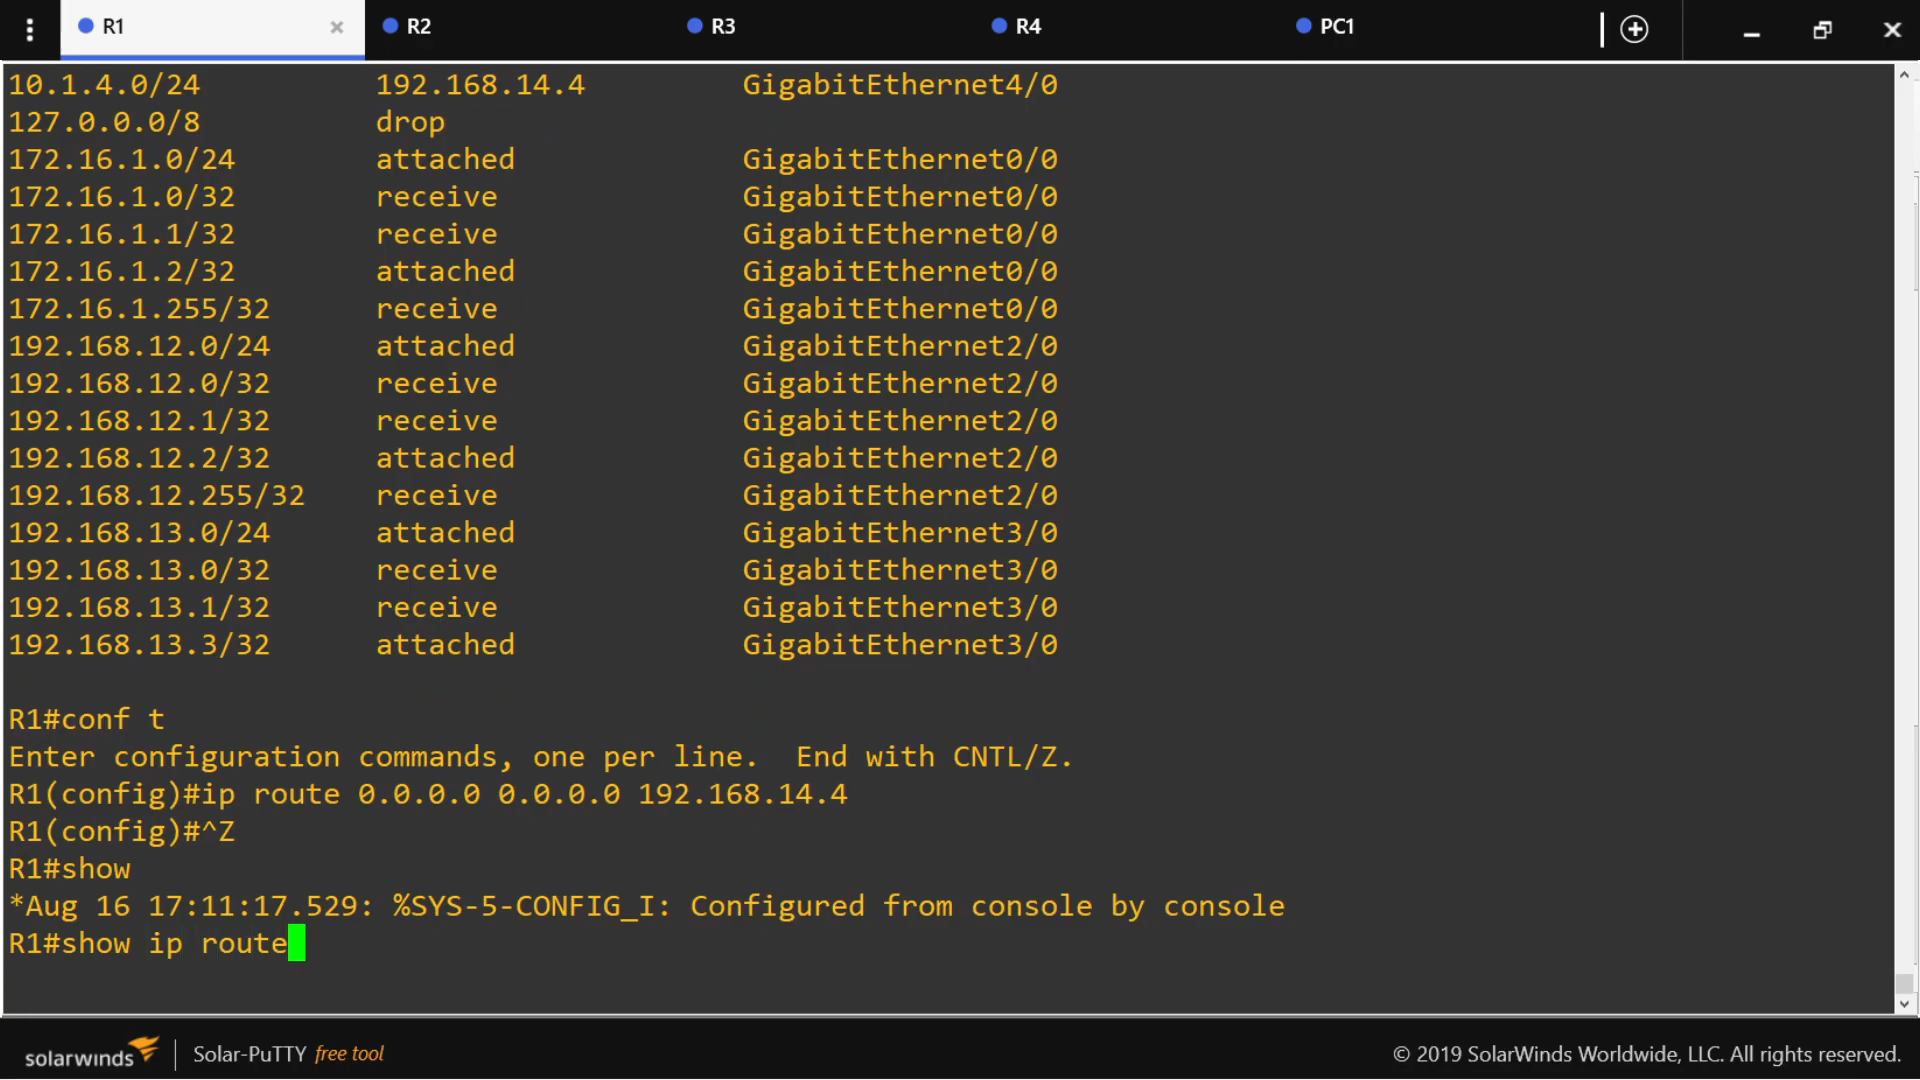 R1 R2 R3 R4 PC1
10.1.4.0/24 192.168.14.4 GigabitEthernet4/0
127.0.0.0/8 drop
172.16.1.0/24 attached GigabitEthernet0/0
172.16.1.0/32 receive GigabitEthernet0/0
172.16.1.1/32 receive GigabitEthernet0/0
172.16.1.2/32 attached GigabitEthernet0/0
172.16.1.255/32 receive GigabitEthernet0/0
192.168.12.0/24 attached GigabitEthernet2/0
192.168.12.0/32 receive GigabitEthernet2/0
192.168.12.1/32 receive GigabitEthernet2/0
192.168.12.2/32 attached GigabitEthernet2/0
192.168.12.255/32 receive GigabitEthernet2/0
192.168.13.0/24 attached GigabitEthernet3/0
192.168.13.0/32 receive GigabitEthernet3/0
192.168.13.1/32 receive GigabitEthernet3/0
192.168.13.3/32 attached GigabitEthernet3/0
R1#conf t
Enter configuration commands, one per line. End with CNTL/Z.
R1(config)#ip route 0.0.0.0 0.0.0.0 192.168.14.4
R1(config)#^Z
R1#show
*Aug 16 17:11:17.529: %SYS-5-CONFIG_I: Configured from console by console
R1#show ip route
solarwinds Solar-PuTTY free tool © 2019 SolarWinds Worldwide, LLC. All rights reserved.